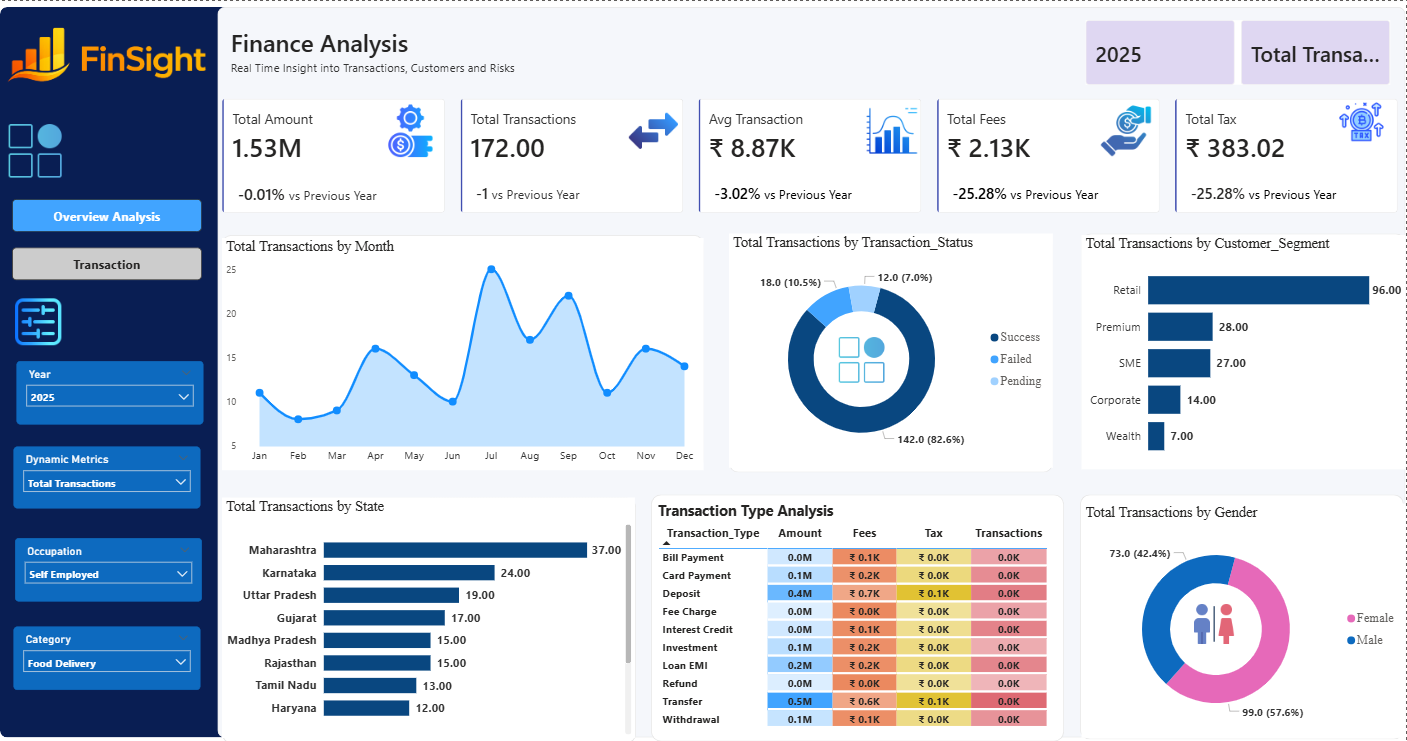 FinSight
Overview Analysis
Transaction
Year
2025
Dynamic Metrics
Total Transactions
Occupation
Self Employed
Category
Food Delivery
Finance Analysis
Real Time Insight into Transactions, Customers and Risks
2025
Total Transa...
Total Amount
1.53M
-0.01% vs Previous Year
Total Transactions
172.00
-1 vs Previous Year
Avg Transaction
₹ 8.87K
-3.02% vs Previous Year
Total Fees
₹ 2.13K
-25.28% vs Previous Year
Total Tax
₹ 383.02
-25.28% vs Previous Year
TAX
Total Transactions by Month
25
20
15
10
5
Jan Feb Mar Apr May Jun Jul Aug Sep Oct Nov Dec
Total Transactions by Transaction_Status
18.0 (10.5%)
12.0 (7.0%)
142.0 (82.6%)
Success
Failed
Pending
Total Transactions by Customer_Segment
Retail 96.00
Premium 28.00
SME 27.00
Corporate 14.00
Wealth 7.00
Total Transactions by State
Maharashtra 37.00
Karnataka 24.00
Uttar Pradesh 19.00
Gujarat 17.00
Madhya Pradesh 15.00
Rajasthan 15.00
Tamil Nadu 13.00
Haryana 12.00
Transaction Type Analysis
Transaction_Type Amount Fees Tax Transactions
Bill Payment 0.0M ₹ 0.1K ₹ 0.0K 0.0K
Card Payment 0.1M ₹ 0.2K ₹ 0.0K 0.0K
Deposit 0.4M ₹ 0.7K ₹ 0.1K 0.0K
Fee Charge 0.0M ₹ 0.0K ₹ 0.0K 0.0K
Interest Credit 0.0M ₹ 0.1K ₹ 0.0K 0.0K
Investment 0.1M ₹ 0.2K ₹ 0.0K 0.0K
Loan EMI 0.2M ₹ 0.2K ₹ 0.0K 0.0K
Refund 0.0M ₹ 0.0K ₹ 0.0K 0.0K
Transfer 0.5M ₹ 0.6K ₹ 0.1K 0.0K
Withdrawal 0.1M ₹ 0.1K ₹ 0.0K 0.0K
Total Transactions by Gender
73.0 (42.4%)
99.0 (57.6%)
Female
Male